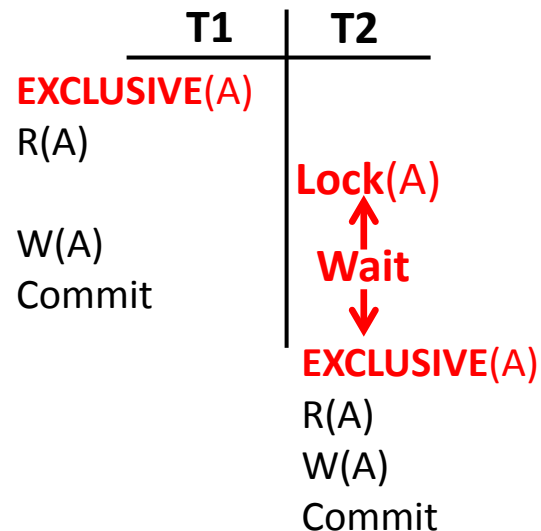 T1 T2
EXCLUSIVE(A)
R(A)
Lock(A)
W(A)
Wait
Commit
EXCLUSIVE(A)
R(A)
W(A)
Commit